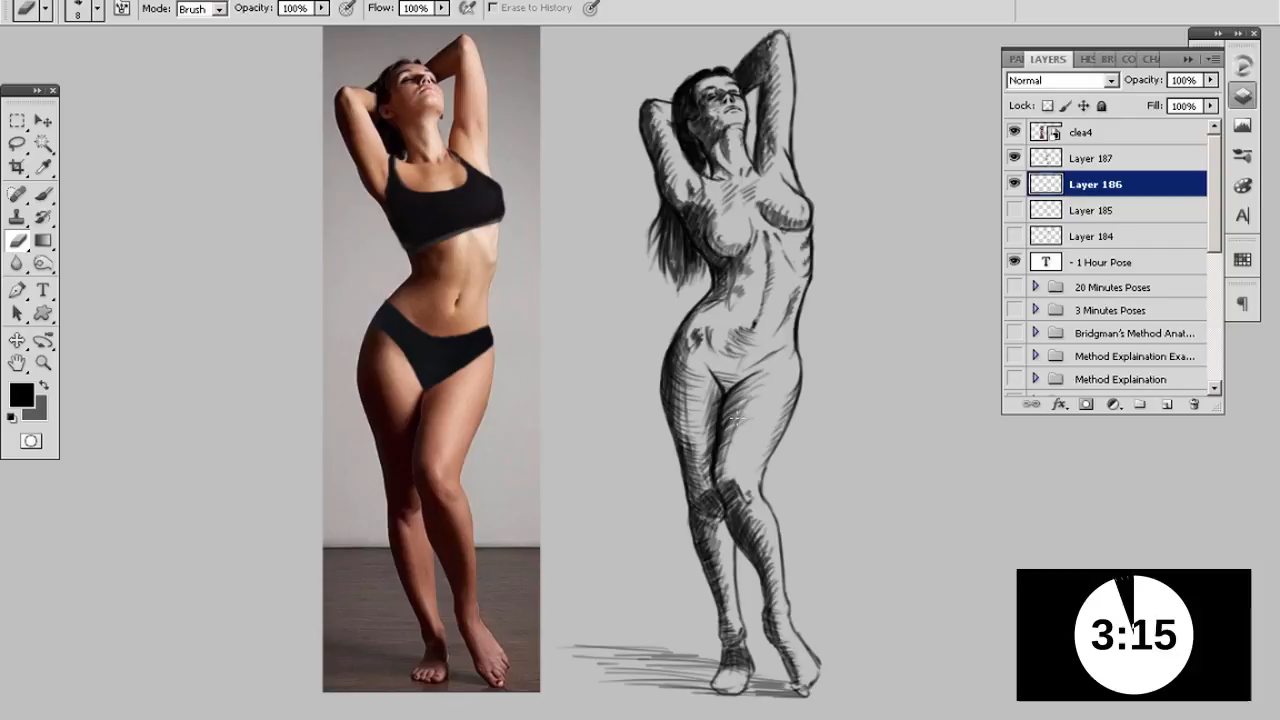 Mode: Brush Opacity: 100% Flow: 100% Erase to History
8
LAYERS
Normal Opacity: 100%
Lock: Fill: 100%
clea4
Layer 187
Layer 186
Layer 185
Layer 184
T - 1 Hour Pose
20 Minutes Poses
3 Minutes Poses
Bridgman's Method Anat...
Method Explaination Exa...
Method Explaination
3:15